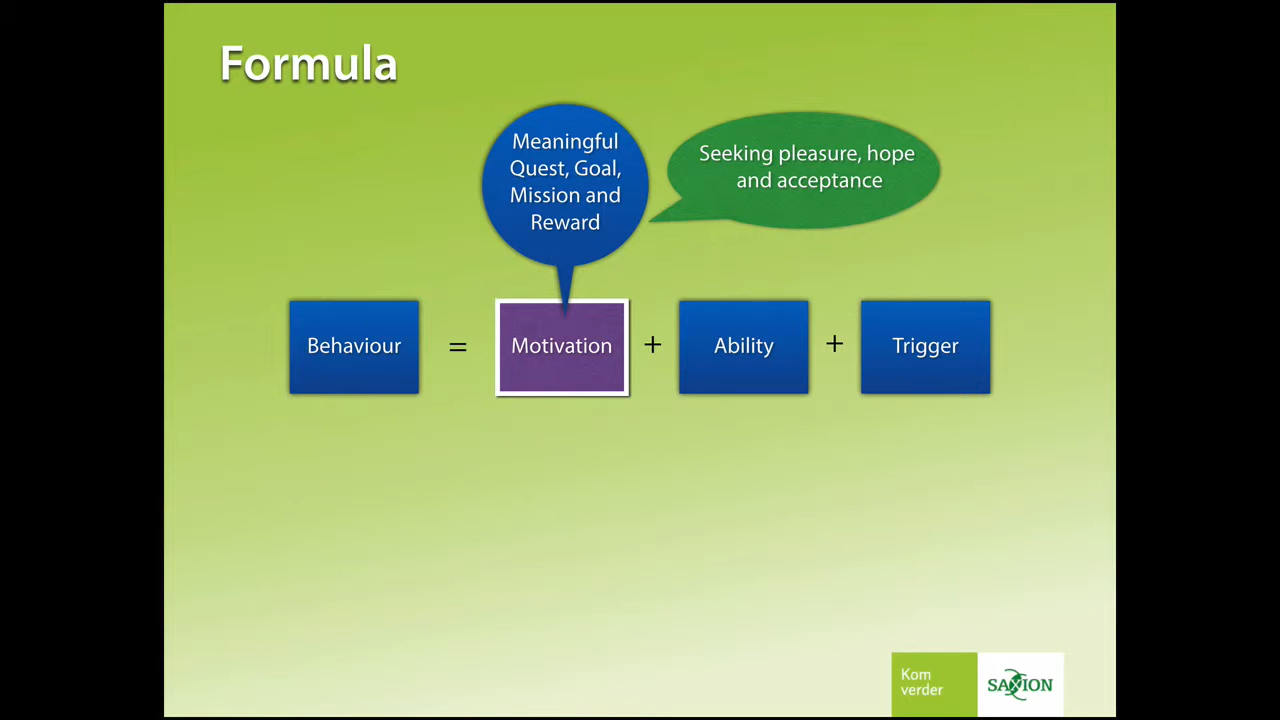 Formula
Meaningful
Quest, Goal,
Mission and
Reward
Seeking pleasure, hope
and acceptance
Behaviour = Motivation + Ability + Trigger
Kom
verder
SAXION